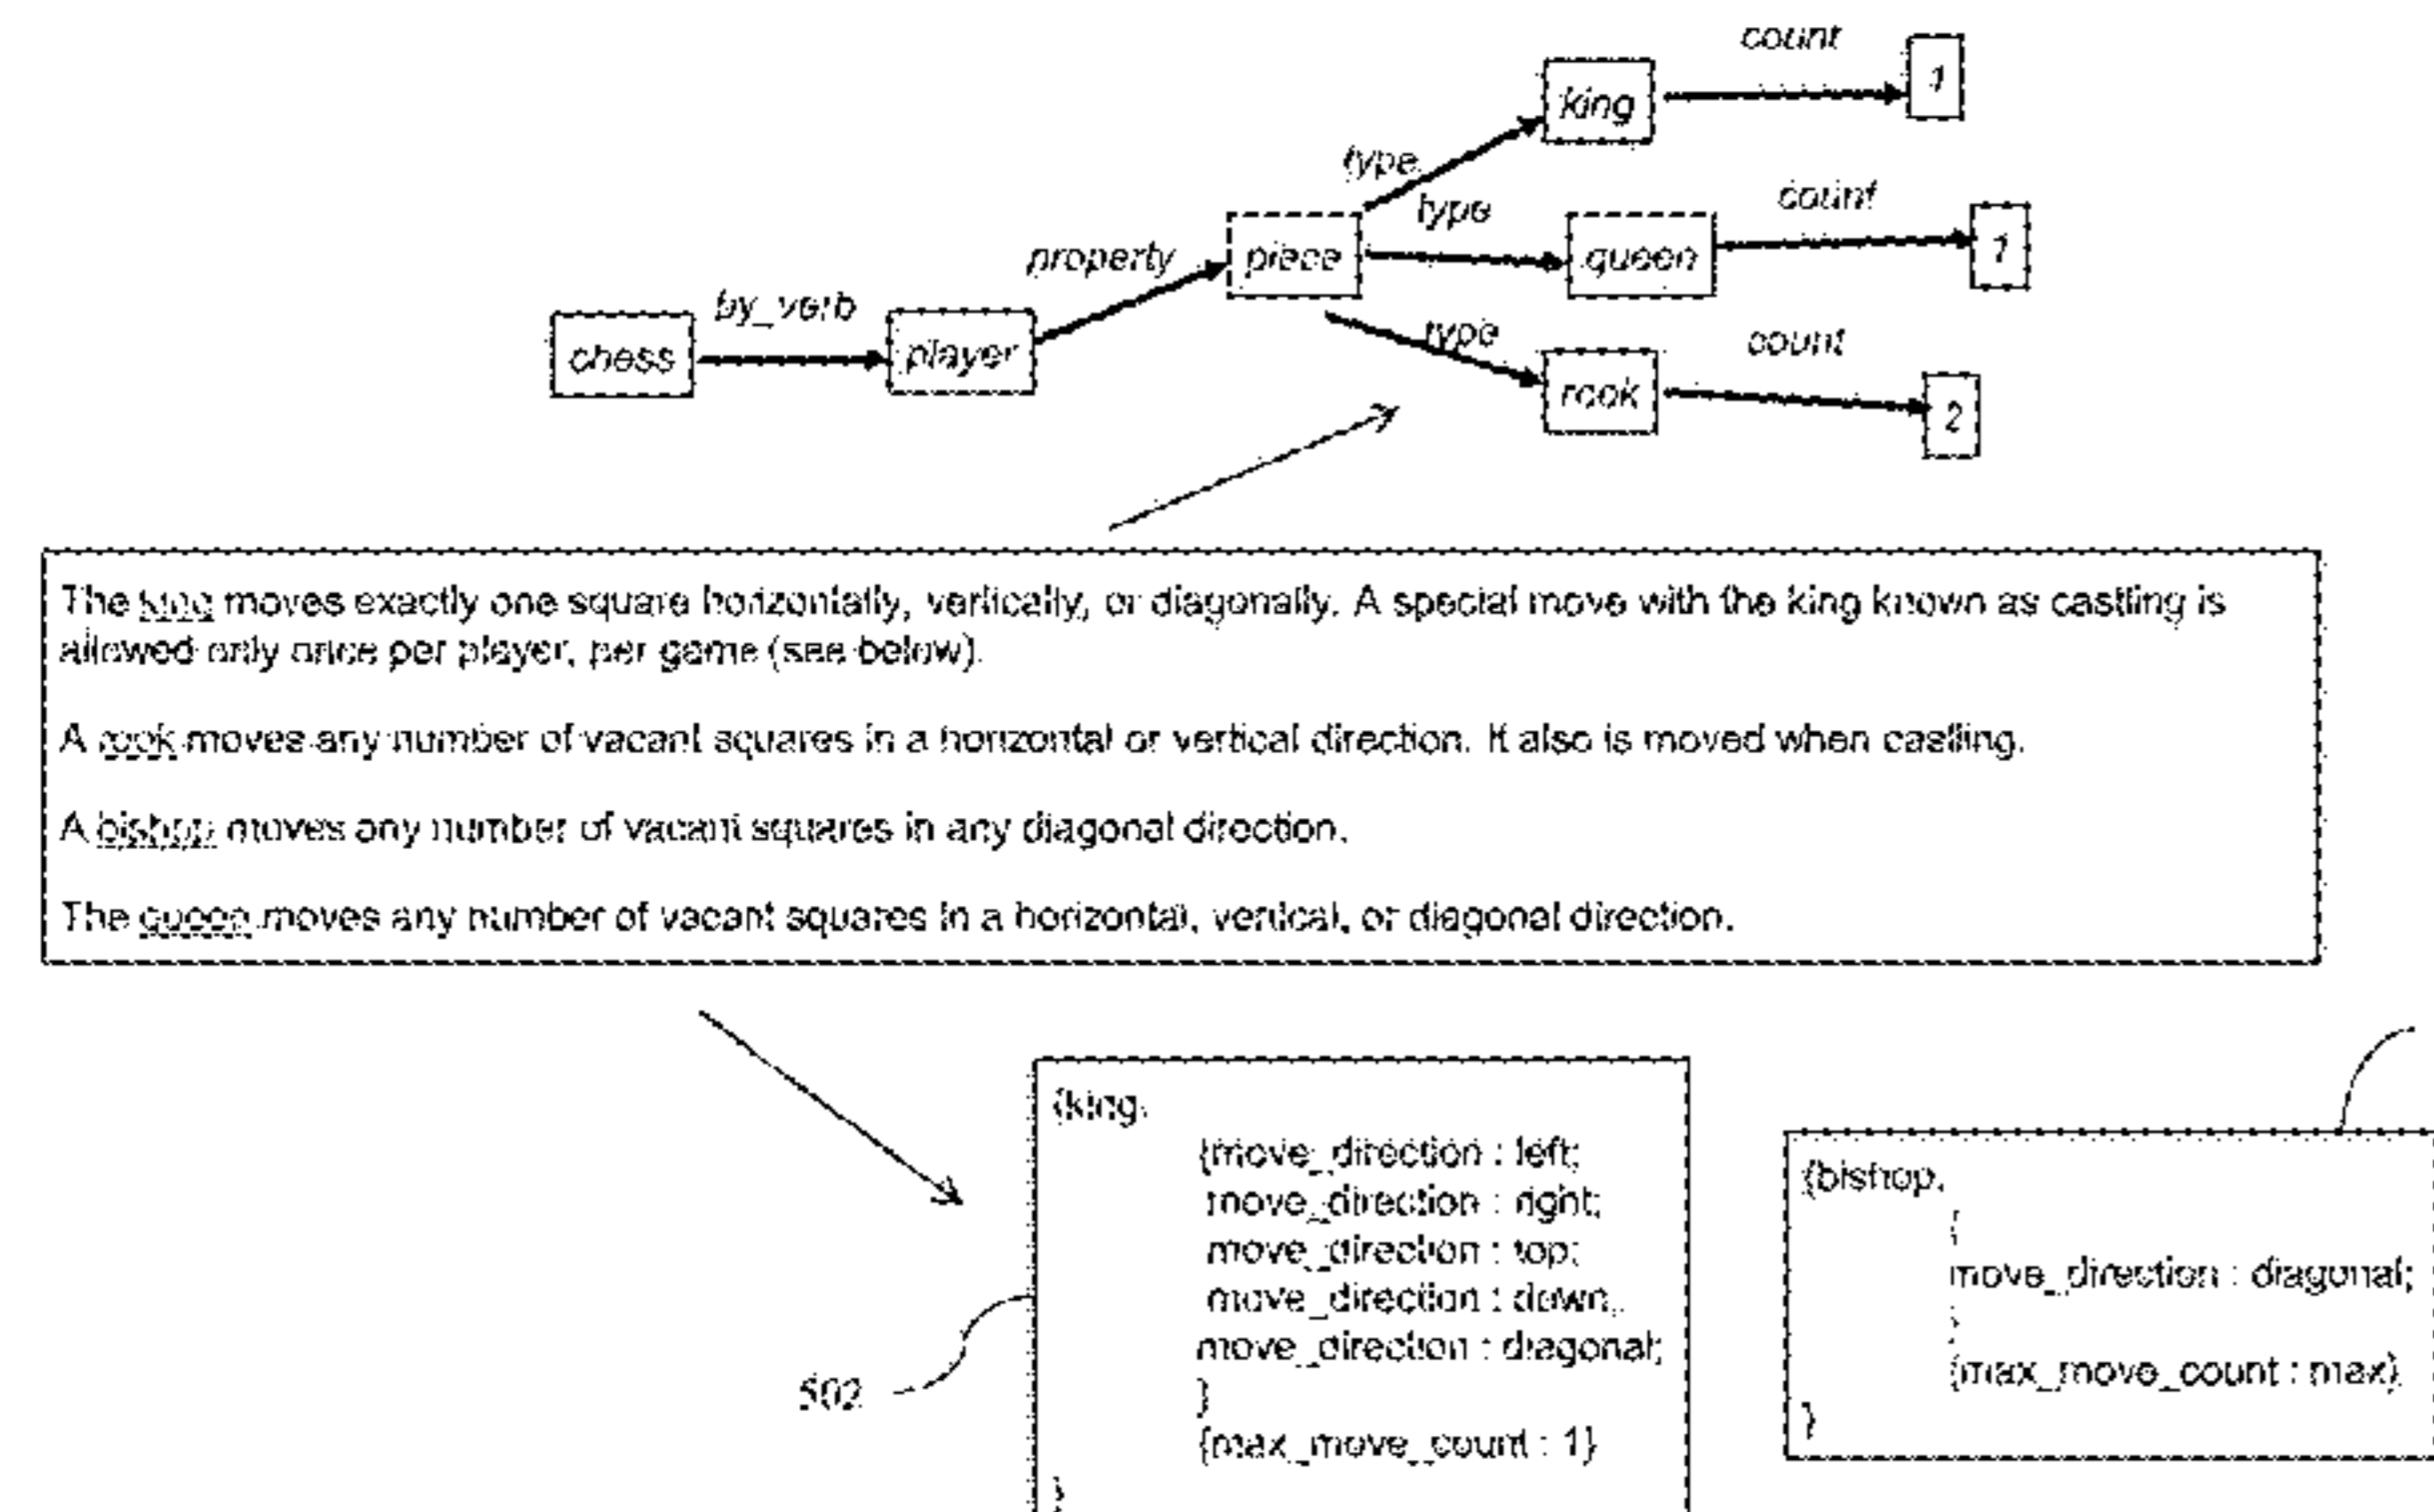 count
king
1
type
type
count
property
piece
queen
1
by_verb
type
count
chess
player
rook
2
The king moves exactly one square horizontally, vertically, or diagonally. A special move with the king known as castling is
allowed only once per player, per game (see below).
A rook moves any number of vacant squares in a horizontal or vertical direction. It also is moved when castling.
A bishop moves any number of vacant squares in any diagonal direction.
The queen moves any number of vacant squares in a horizontal, vertical, or diagonal direction.
{king,
{move_direction : left;
move_direction : right;
move_direction : top;
move_direction : down,
move_direction : diagonal;
}
{max_move_count : 1}
}
502
{bishop,
{
move_direction : diagonal;
}
{max_move_count : max}
}